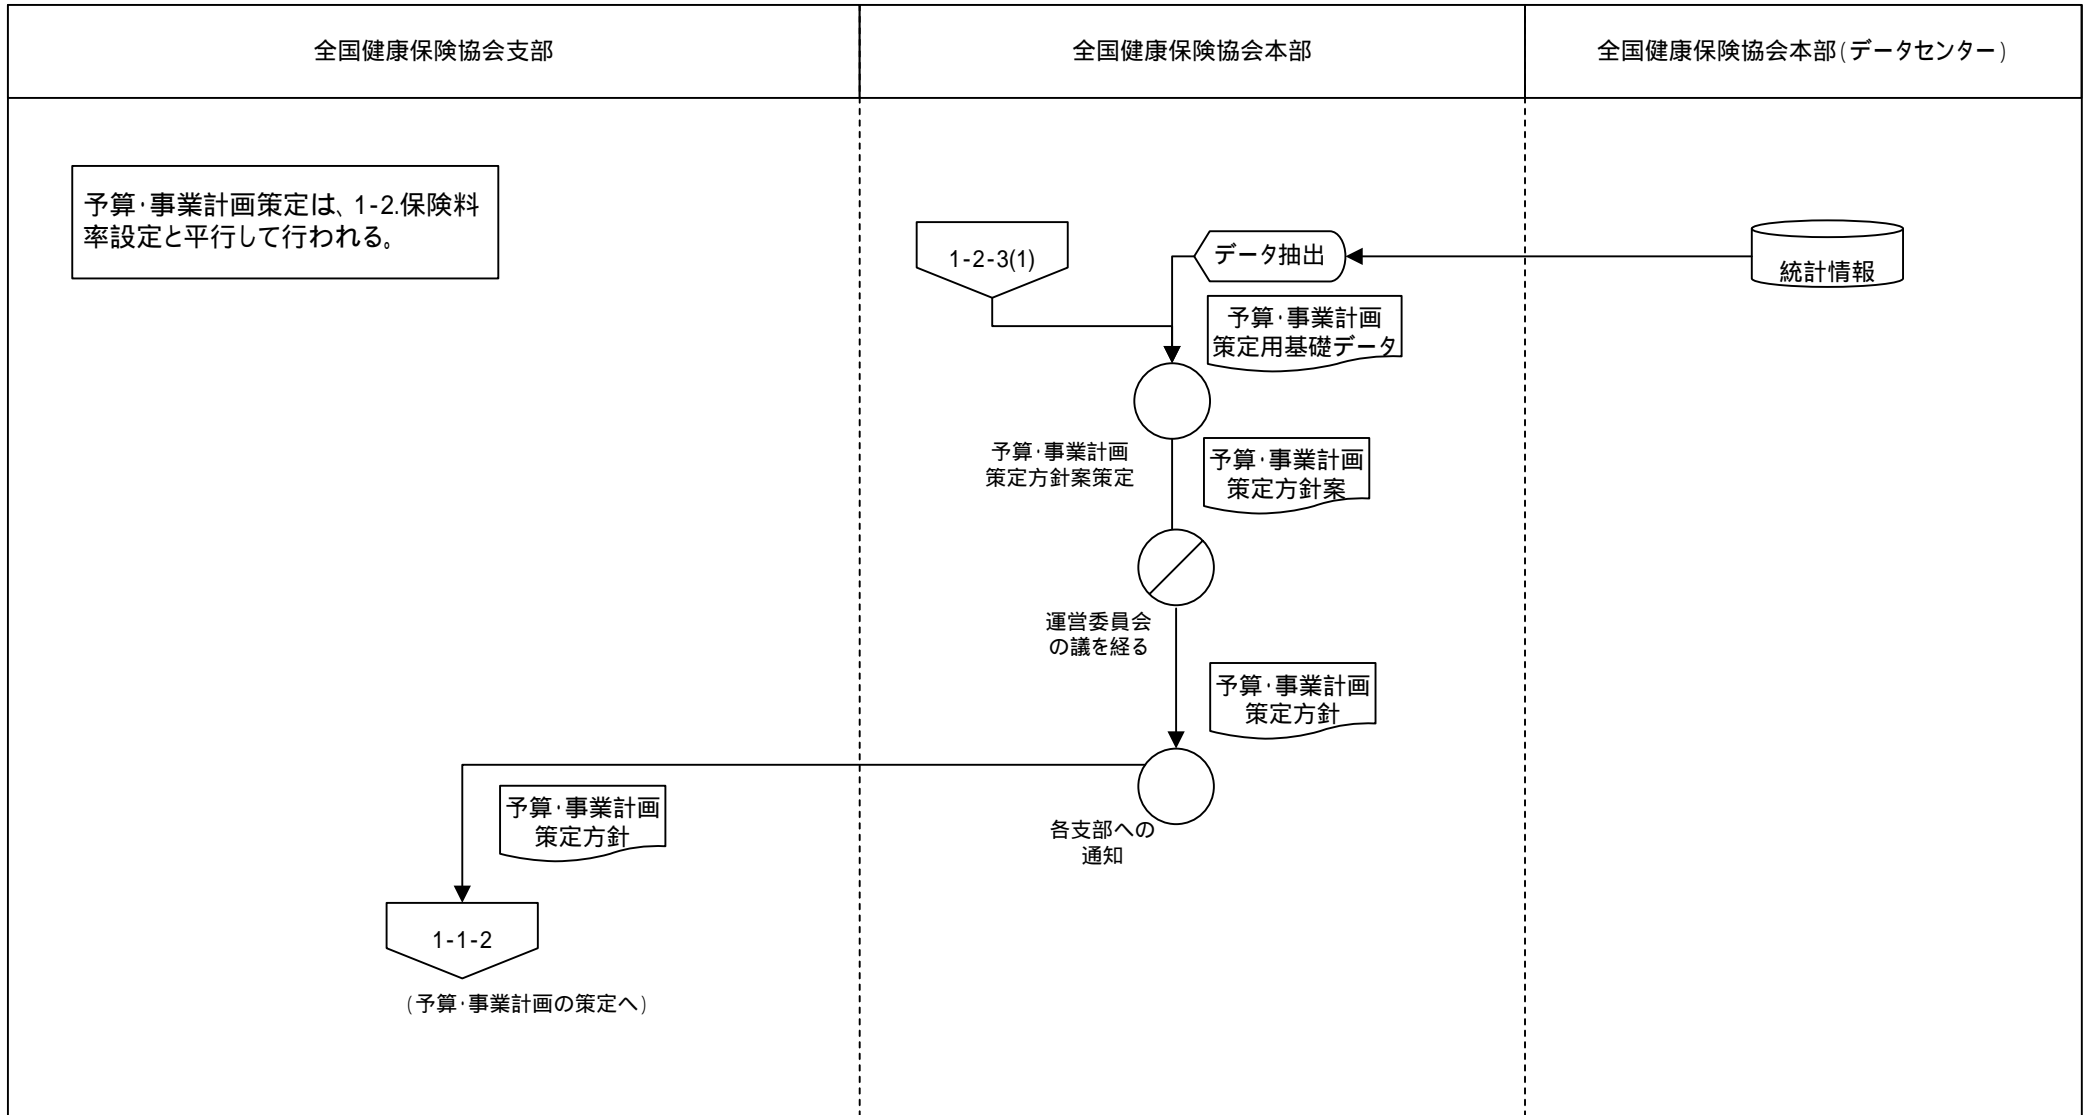 全国健康保険協会支部
全国健康保険協会本部
全国健康保険協会本部(データセンター)
予算・事業計画策定は、1-2.保険料
率設定と平行して行われる。
1-2-3(1)
データ抽出
統計情報
予算・事業計画
策定用基礎データ
予算・事業計画
策定方針案策定
予算・事業計画
策定方針案
運営委員会
の議を経る
予算・事業計画
策定方針
各支部への
通知
予算・事業計画
策定方針
1-1-2
(予算・事業計画の策定へ)